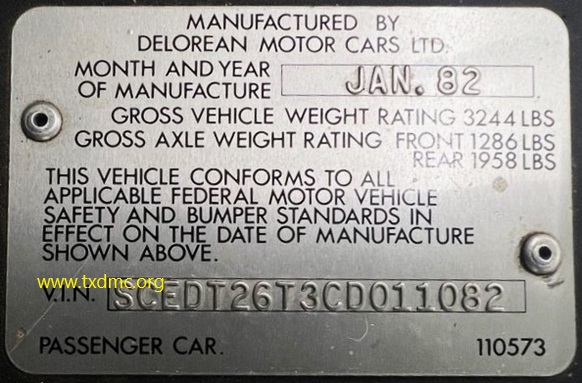 MANUFACTURED BY
DELOREAN MOTOR CARS LTD.
MONTH AND YEAR
OF MANUFACTURE JAN. 82
GROSS VEHICLE WEIGHT RATING 3244 LBS
GROSS AXLE WEIGHT RATING FRONT 1286 LBS
REAR 1958 LBS
THIS VEHICLE CONFORMS TO ALL
APPLICABLE FEDERAL MOTOR VEHICLE
SAFETY AND BUMPER STANDARDS IN
EFFECT ON THE DATE OF MANUFACTURE
SHOWN ABOVE.
www.txdmc.org
V.I.N. SCEDT26T3CD011082
PASSENGER CAR. 110573